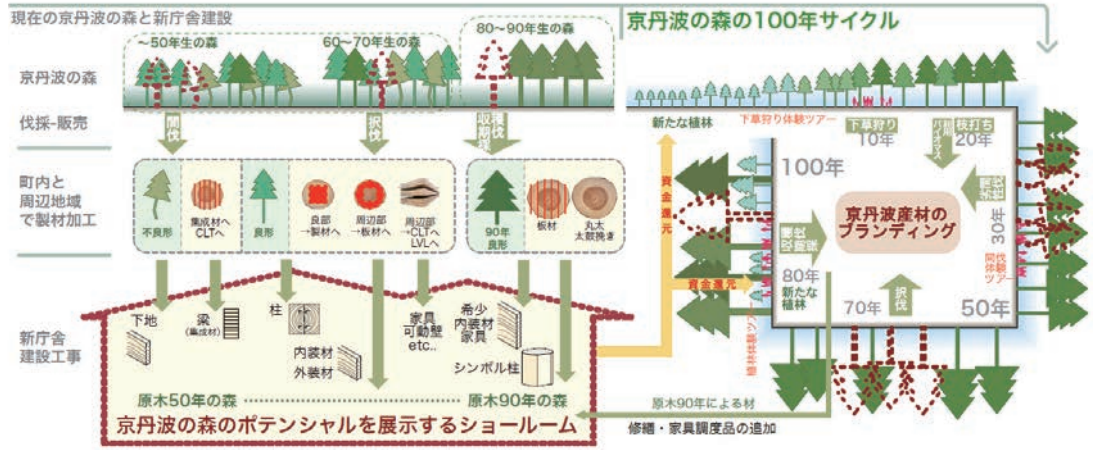 現在の京丹波の森と新庁舎建設
京丹波の森の100年サイクル
京丹波の森
〜50年生の森
60〜70年生の森
80〜90年生の森
伐採-販売
間伐
択伐
町内と
周辺地域
で製材加工
不良形
集成材へ
CLTへ
良形
良部
→製材へ
周辺部
→板材へ
周辺部
→CLTへ
LVLへ
90年
良形
板材
丸太
太鼓挽き
新庁舎
建設工事
下地
梁
(集成材)
柱
内装材
外装材
家具
可動壁
etc..
希少
内装材
家具
シンボル柱
原木50年の森
原木90年の森
京丹波の森のポテンシャルを展示するショールーム
資金還元
資金還元
新たな植林
下草狩り体験ツアー
下草狩り
10年
枝打ち
20年
30年
50年
択伐
70年
80年
新たな
植林
植林体験ツアー
100年
京丹波産材の
ブランディング
原木90年による材
修繕・家具調度品の追加